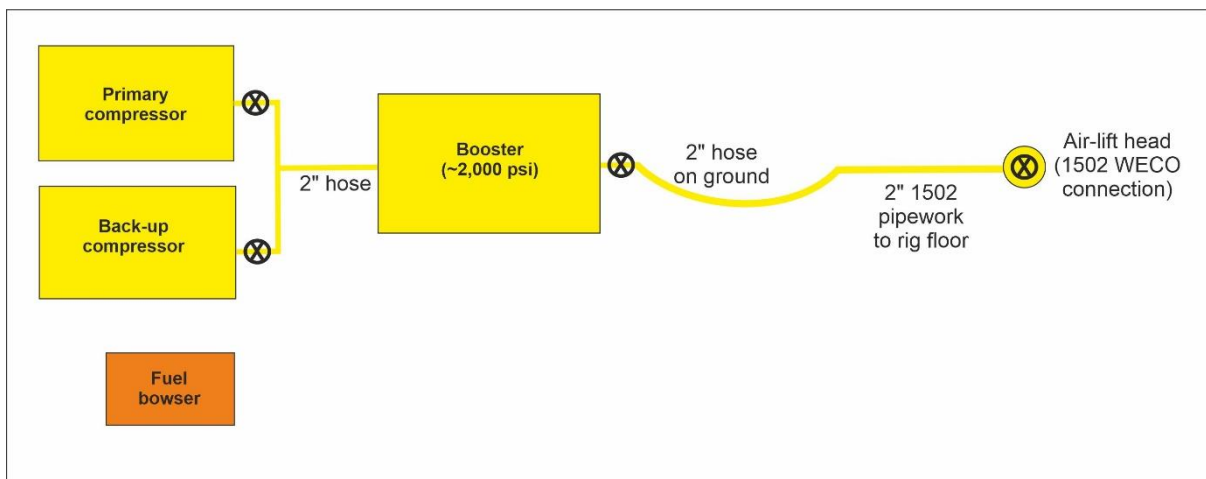 Primary
compressor
Back-up
compressor
Fuel
bowser
2" hose
Booster
(~2,000 psi)
2" hose
on ground
2" 1502
pipework
to rig floor
Air-lift head
(1502 WECO
connection)